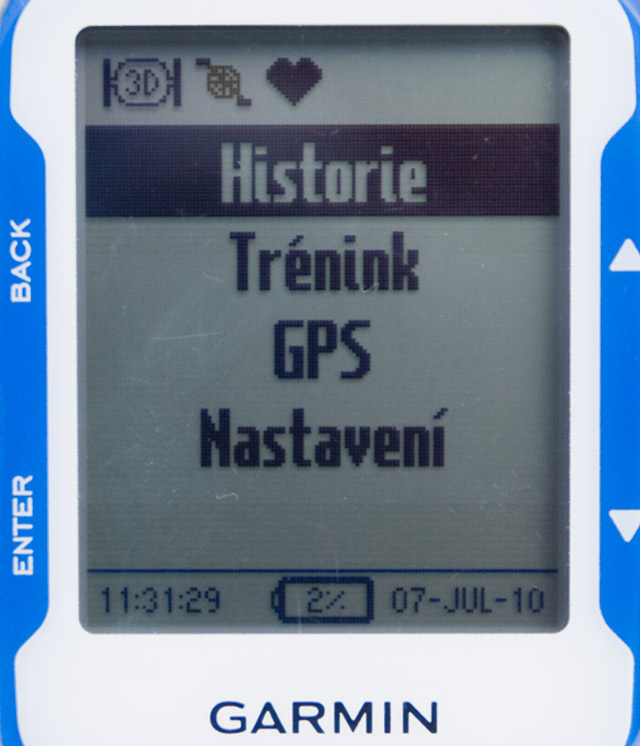 3D
Historie
Trénink
GPS
Nastavení
11:31:29 2% 07-JUL-10
BACK
ENTER
GARMIN